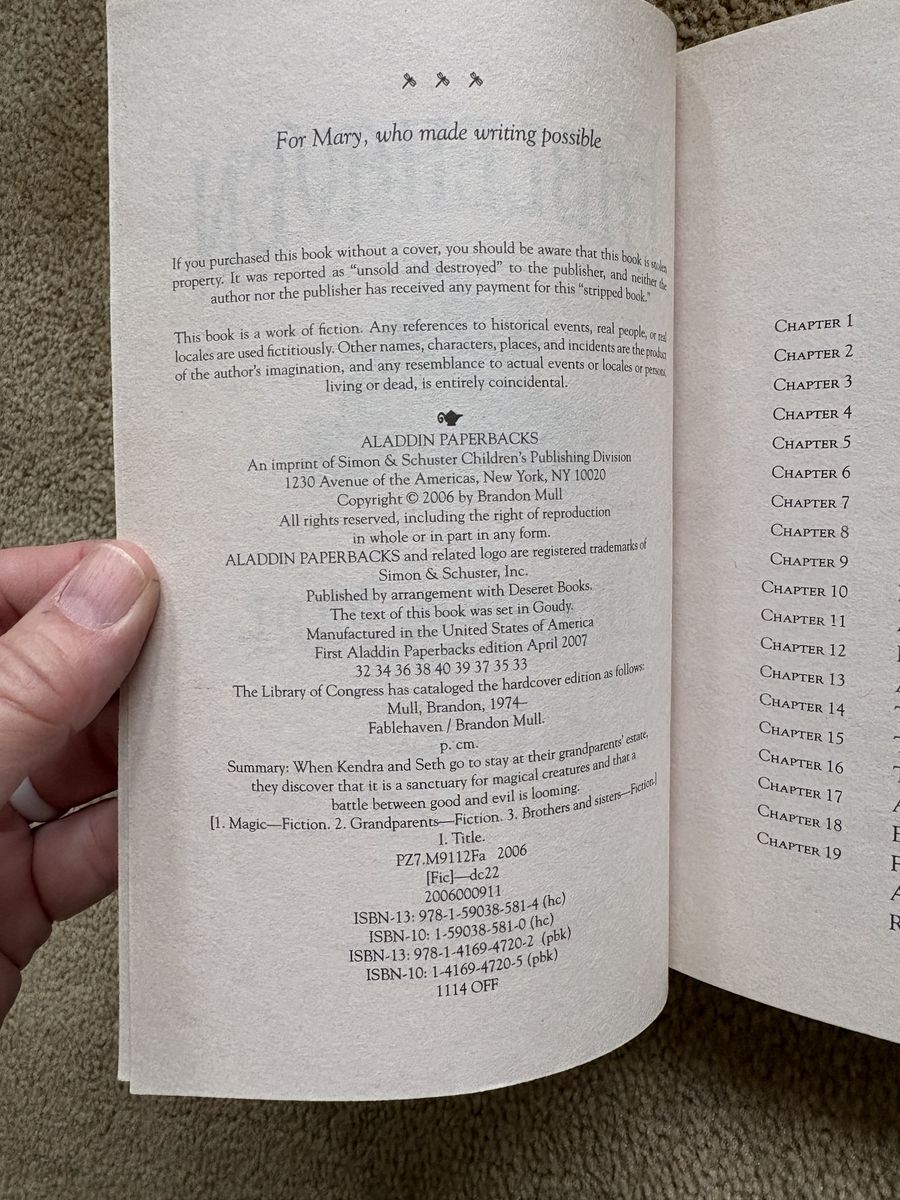 For Mary, who made writing possible
If you purchased this book without a cover, you should be aware that this book is stolen
property. It was reported as “unsold and destroyed” to the publisher, and neither the
author nor the publisher has received any payment for this “stripped book.”
This book is a work of fiction. Any references to historical events, real people, or real
locales are used fictitiously. Other names, characters, places, and incidents are the product
of the author’s imagination, and any resemblance to actual events or locales or persons,
living or dead, is entirely coincidental.
ALADDIN PAPERBACKS
An imprint of Simon & Schuster Children’s Publishing Division
1230 Avenue of the Americas, New York, NY 10020
Copyright © 2006 by Brandon Mull
All rights reserved, including the right of reproduction
in whole or in part in any form.
ALADDIN PAPERBACKS and related logo are registered trademarks of
Simon & Schuster, Inc.
Published by arrangement with Deseret Books.
The text of this book was set in Goudy.
Manufactured in the United States of America
First Aladdin Paperbacks edition April 2007
32 34 36 38 40 39 37 35 33
The Library of Congress has cataloged the hardcover edition as follows:
Mull, Brandon, 1974–
Fablehaven / Brandon Mull.
p. cm.
Summary: When Kendra and Seth go to stay at their grandparents’ estate,
they discover that it is a sanctuary for magical creatures and that a
battle between good and evil is looming.
[1. Magic—Fiction. 2. Grandparents—Fiction. 3. Brothers and sisters—Fiction.]
I. Title.
PZ7.M9112Fa 2006
[Fic]—dc22
2006000911
ISBN-13: 978-1-59038-581-4 (hc)
ISBN-10: 1-59038-581-0 (hc)
ISBN-13: 978-1-4169-4720-2 (pbk)
ISBN-10: 1-4169-4720-5 (pbk)
1114 OFF
CHAPTER 1
CHAPTER 2
CHAPTER 3
CHAPTER 4
CHAPTER 5
CHAPTER 6
CHAPTER 7
CHAPTER 8
CHAPTER 9
CHAPTER 10
CHAPTER 11
CHAPTER 12
CHAPTER 13
CHAPTER 14
CHAPTER 15
CHAPTER 16
CHAPTER 17
CHAPTER 18
CHAPTER 19